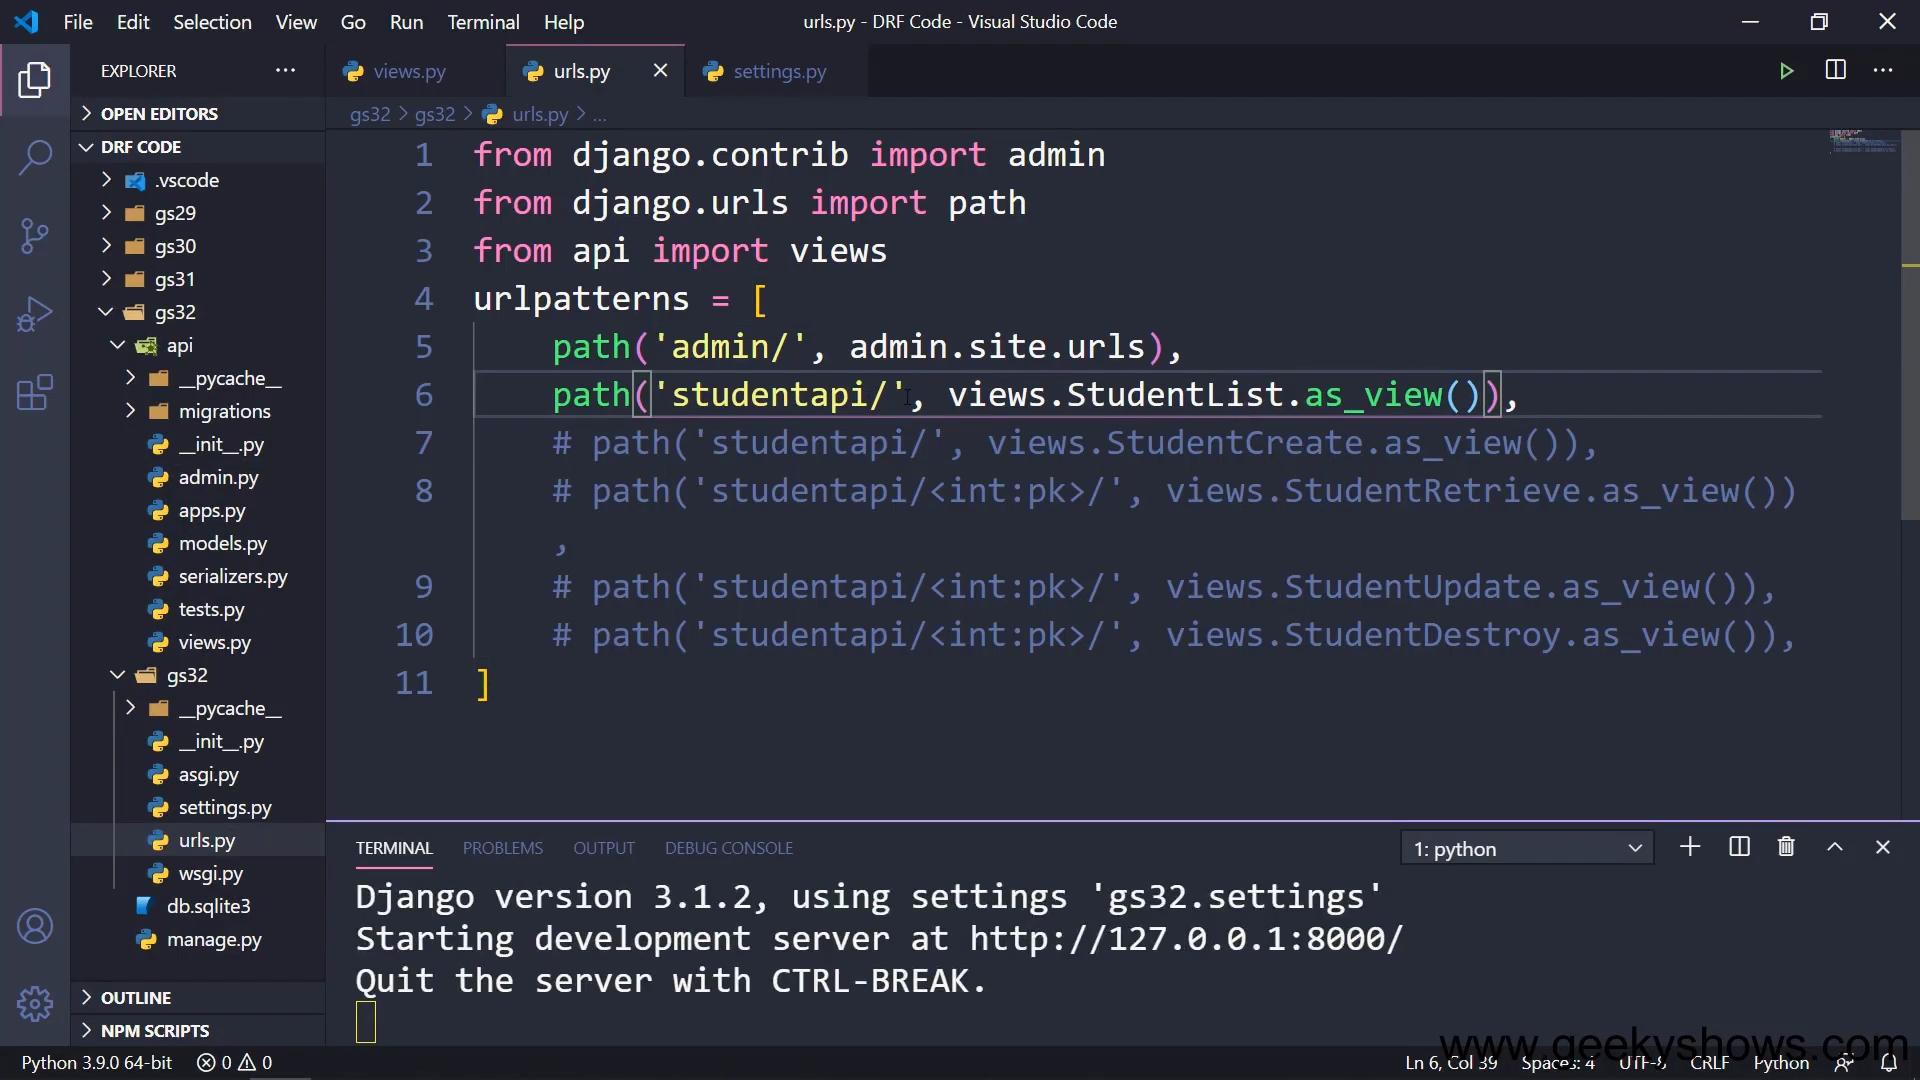 File Edit Selection View Go Run Terminal Help
urls.py - DRF Code - Visual Studio Code
EXPLORER
views.py
urls.py
settings.py
OPEN EDITORS
gs32 > gs32 > urls.py > ...
DRF CODE
.vscode
gs29
gs30
gs31
gs32
api
__pycache__
migrations
__init__.py
admin.py
apps.py
models.py
serializers.py
tests.py
views.py
gs32
__pycache__
__init__.py
asgi.py
settings.py
urls.py
wsgi.py
db.sqlite3
manage.py
OUTLINE
NPM SCRIPTS
1 from django.contrib import admin
2 from django.urls import path
3 from api import views
4 urlpatterns = [
5 path('admin/', admin.site.urls),
6 path('studentapi/', views.StudentList.as_view()),
7 # path('studentapi/', views.StudentCreate.as_view()),
8 # path('studentapi/<int:pk>/', views.StudentRetrieve.as_view())
,
9 # path('studentapi/<int:pk>/', views.StudentUpdate.as_view()),
10 # path('studentapi/<int:pk>/', views.StudentDestroy.as_view()),
11 ]
TERMINAL PROBLEMS OUTPUT DEBUG CONSOLE
1: python
Django version 3.1.2, using settings 'gs32.settings'
Starting development server at http://127.0.0.1:8000/
Quit the server with CTRL-BREAK.
www.geekyshows.com
Python 3.9.0 64-bit 0 0
Ln 6, Col 39 Spaces: 4 UTF-8 CRLF Python